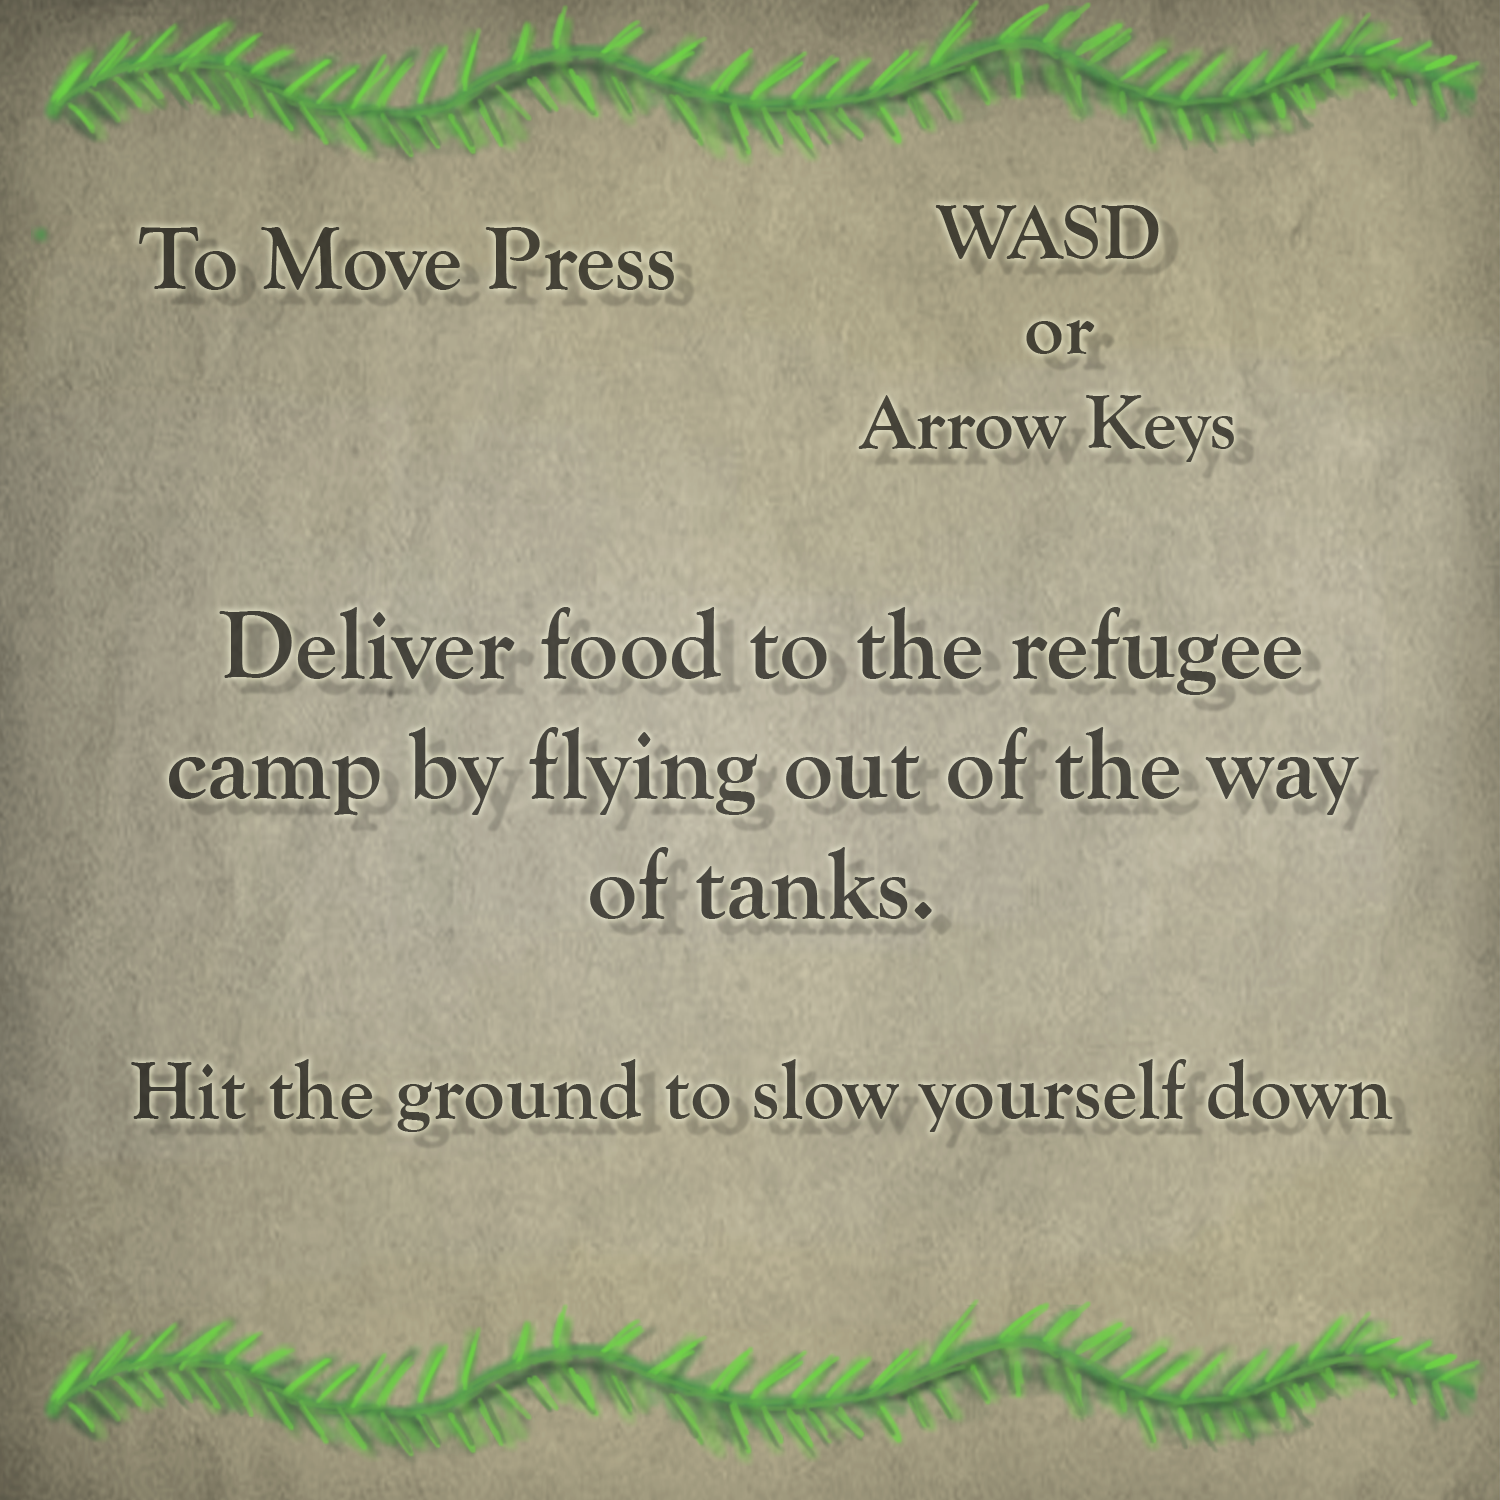 To Move Press
WASD
or
Arrow Keys
Deliver food to the refugee
camp by flying out of the way
of tanks.
Hit the ground to slow yourself down